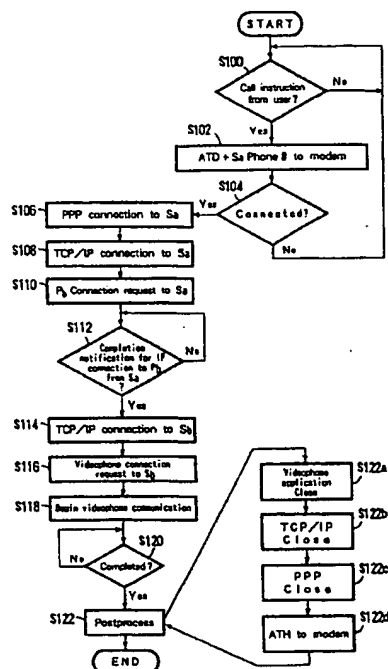 START
S100
Call instruction
from user?
No
Yes
S102
ATD + Sa Phone # to modem
S104
Connected?
Yes
No
S106
PPP connection to Sa
S108
TCP/IP connection to Sa
S110
Pb Connection request to Sa
S112
Completion
notification for IP
connection to Pb
from Sa
?
No
Yes
S114
TCP/IP connection to Sb
S116
Videophone connection
request to Sb
S118
Begin videophone communication
S120
Completed?
No
Yes
S122
Postprocess
END
S122a
Videophone
application
Close
S122b
TCP/IP
Close
S122c
PPP
Close
S122d
ATH to modem